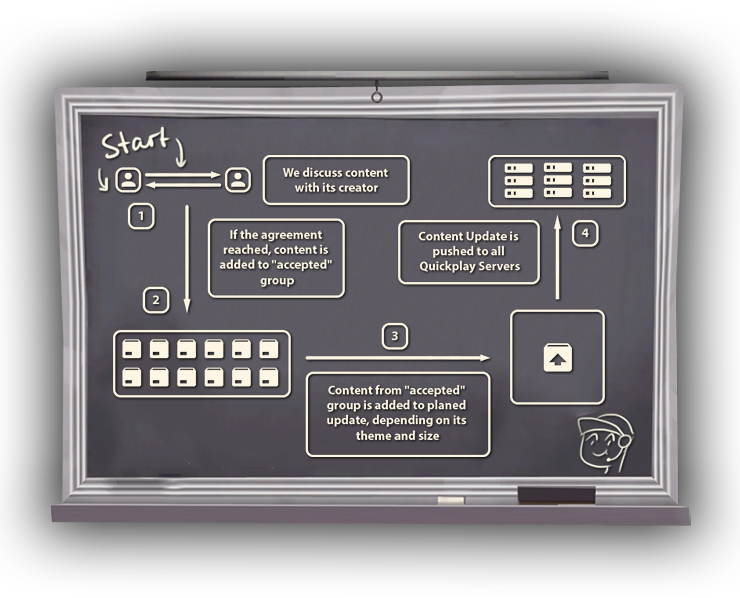 Start
We discuss content
with its creator
1
If the agreement
reached, content is
added to "accepted"
group
2
3
Content from "accepted"
group is added to planed
update, depending on its
theme and size
Content Update is
pushed to all
Quickplay Servers
4